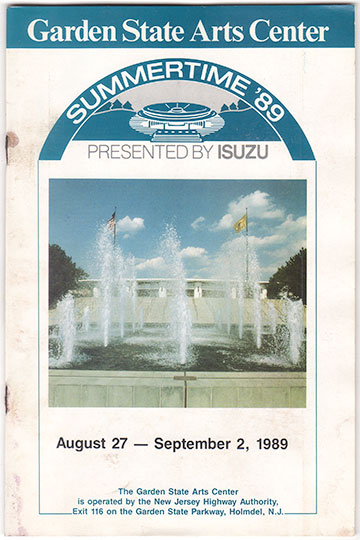 Garden State Arts Center
SUMMERTIME '89
PRESENTED BY ISUZU
August 27 — September 2, 1989
The Garden State Arts Center
is operated by the New Jersey Highway Authority,
Exit 116 on the Garden State Parkway, Holmdel, N.J.